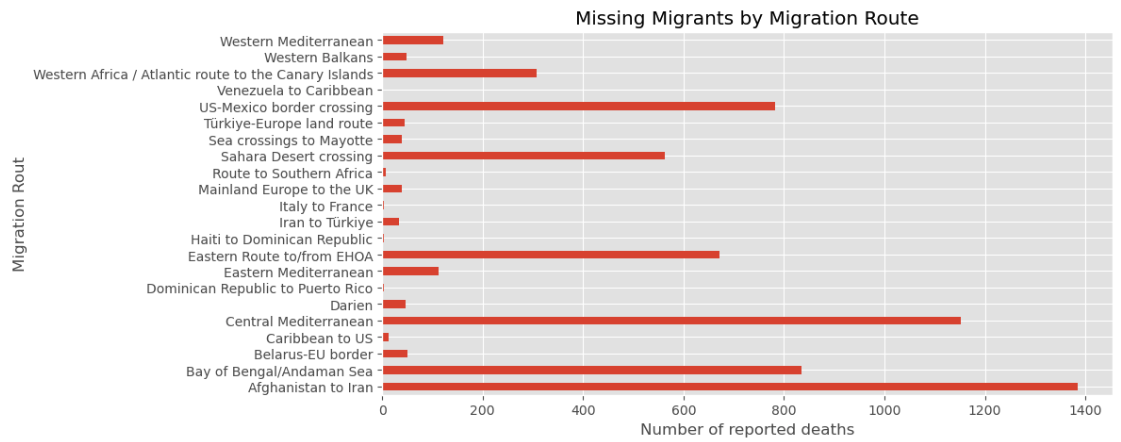 Missing Migrants by Migration Route
Western Mediterranean
Western Balkans
Western Africa / Atlantic route to the Canary Islands
Venezuela to Caribbean
US-Mexico border crossing
Türkiye-Europe land route
Sea crossings to Mayotte
Sahara Desert crossing
Route to Southern Africa
Mainland Europe to the UK
Italy to France
Iran to Türkiye
Haiti to Dominican Republic
Eastern Route to/from EHOA
Eastern Mediterranean
Dominican Republic to Puerto Rico
Darien
Central Mediterranean
Caribbean to US
Belarus-EU border
Bay of Bengal/Andaman Sea
Afghanistan to Iran
Migration Rout
0 200 400 600 800 1000 1200 1400
Number of reported deaths